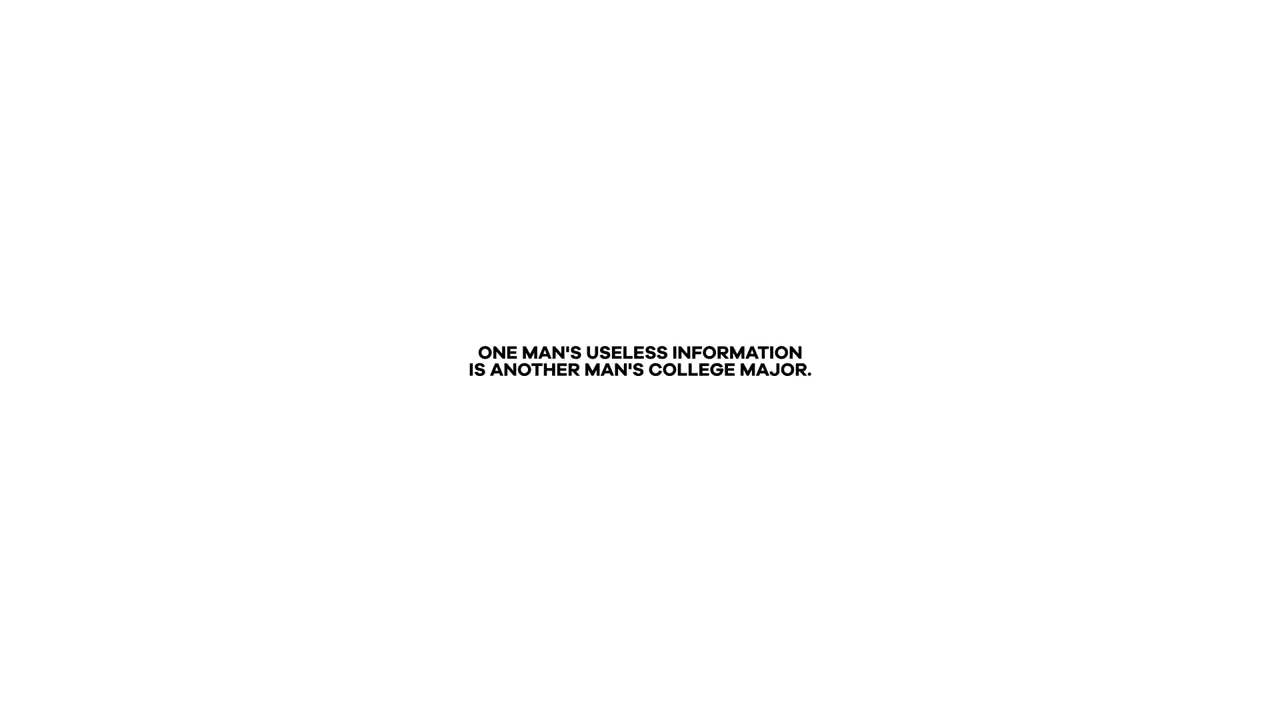 ONE MAN'S USELESS INFORMATION
IS ANOTHER MAN'S COLLEGE MAJOR.